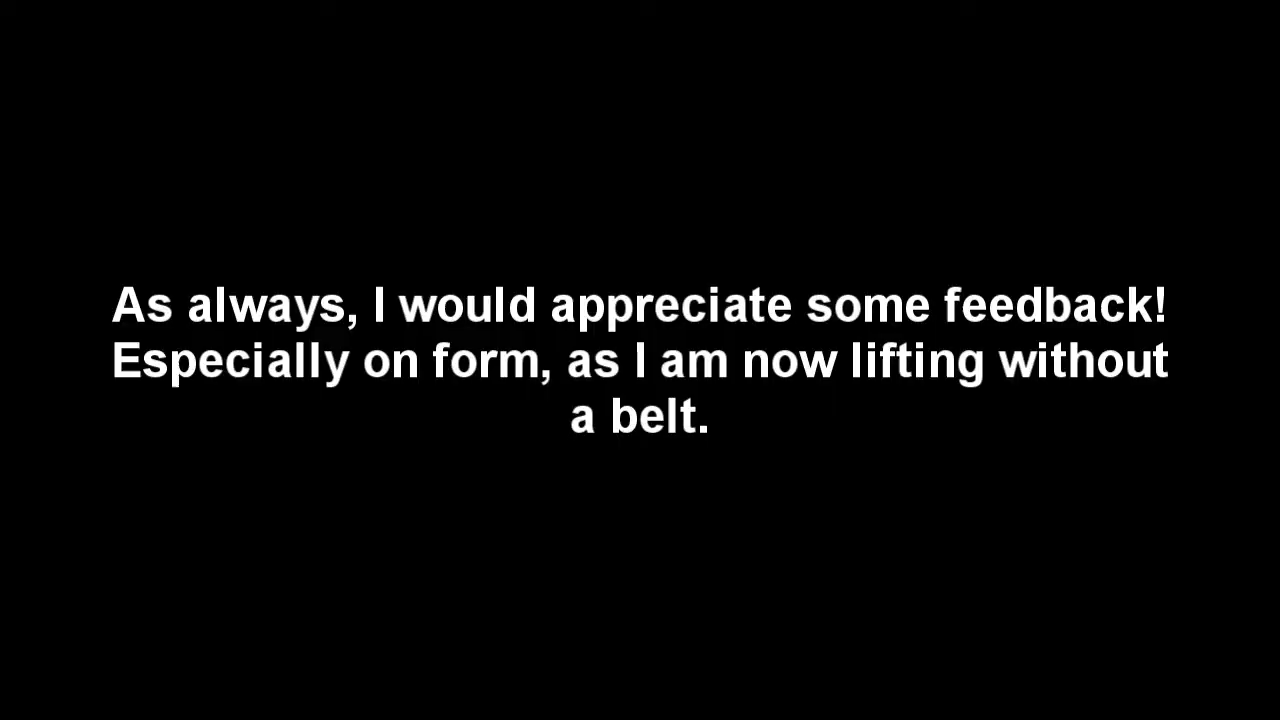 As always, I would appreciate some feedback!
Especially on form, as I am now lifting without
a belt.